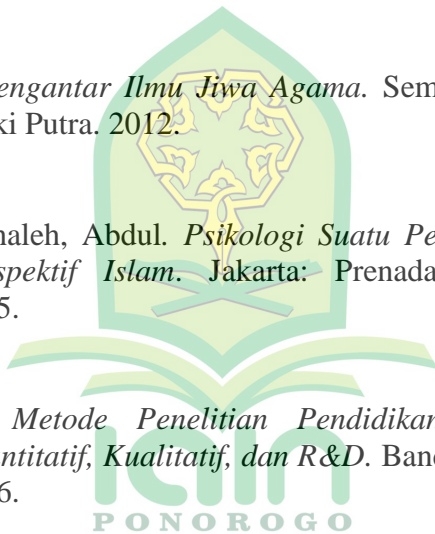 engantar Ilmu Jiwa Agama. Sem
ki Putra. 2012.
haleh, Abdul. Psikologi Suatu Pe
spektif Islam. Jakarta: Prenada
5.
Metode Penelitian Pendidikan
ntitatif, Kualitatif, dan R&D. Band
6.
iain
PONOROGO